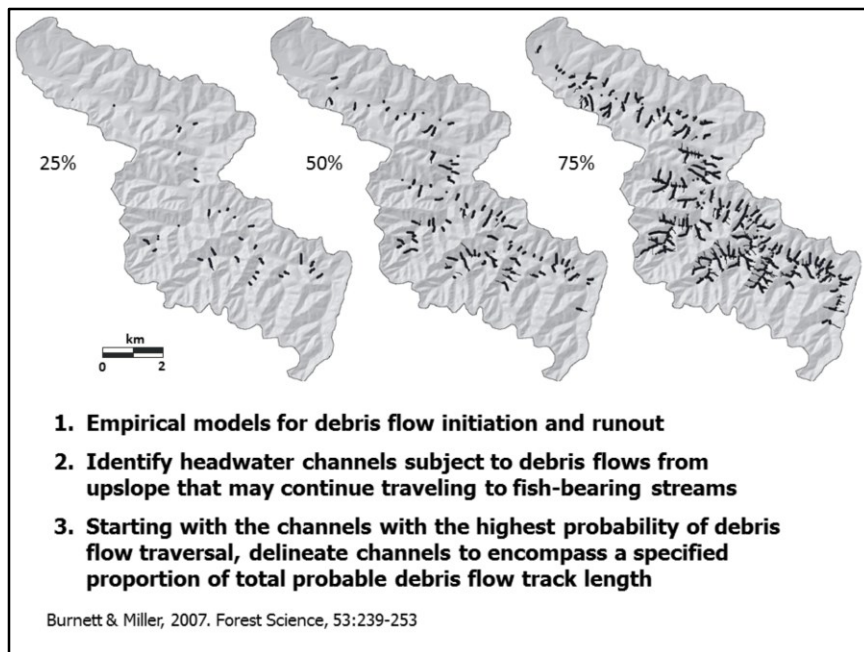 25%
50%
75%
km
0 2
1. Empirical models for debris flow initiation and runout
2. Identify headwater channels subject to debris flows from
upslope that may continue traveling to fish-bearing streams
3. Starting with the channels with the highest probability of debris
flow traversal, delineate channels to encompass a specified
proportion of total probable debris flow track length
Burnett & Miller, 2007. Forest Science, 53:239-253